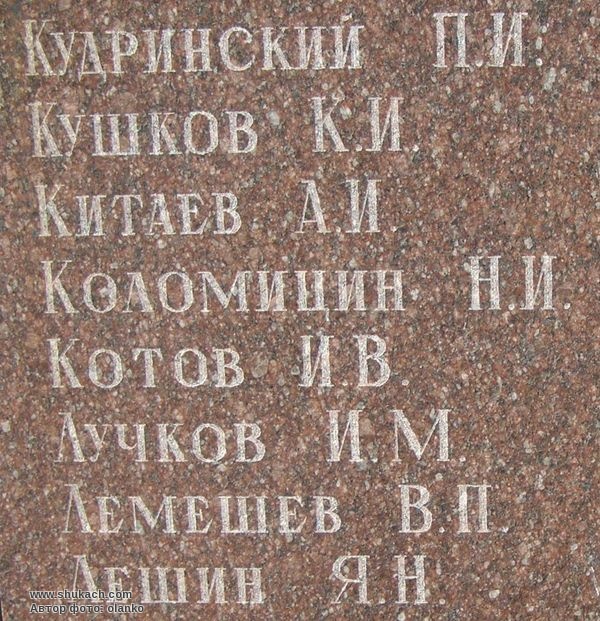 Кудринский П.И.
Кушков К.И.
Китаев А.И.
Коломицин Н.И.
Котов И.В.
Лучков И.М.
Лемешев В.П.
Лешин Я.Н.
www.shukach.com
Автор фото: olanko